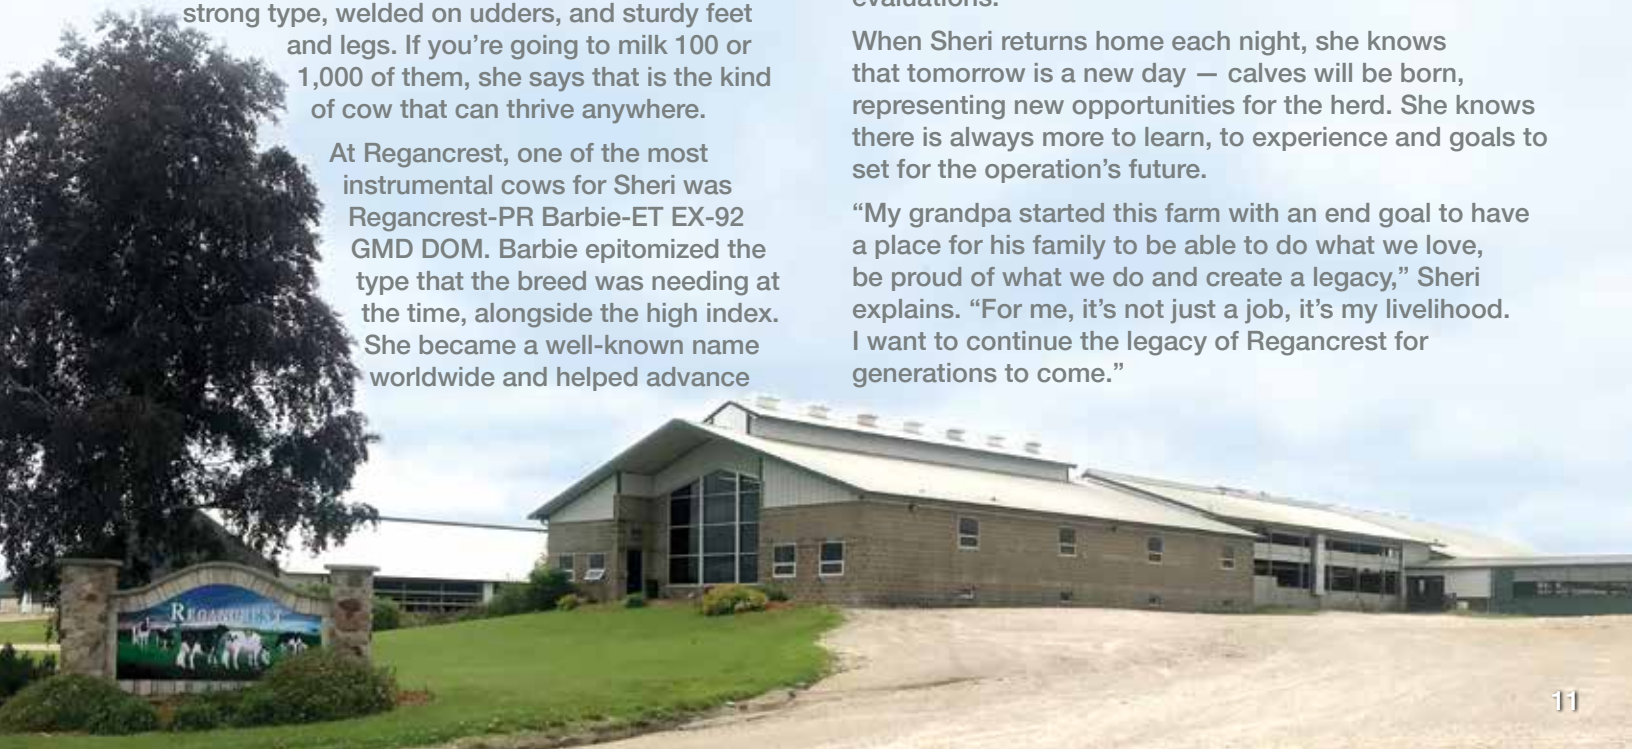 strong type, welded on udders, and sturdy feet
and legs. If you’re going to milk 100 or
1,000 of them, she says that is the kind
of cow that can thrive anywhere.
At Regancrest, one of the most
instrumental cows for Sheri was
Regancrest-PR Barbie-ET EX-92
GMD DOM. Barbie epitomized the
type that the breed was needing at
the time, alongside the high index.
She became a well-known name
worldwide and helped advance
evaluations.
When Sheri returns home each night, she knows
that tomorrow is a new day — calves will be born,
representing new opportunities for the herd. She knows
there is always more to learn, to experience and goals to
set for the operation’s future.
“My grandpa started this farm with an end goal to have
a place for his family to be able to do what we love,
be proud of what we do and create a legacy,” Sheri
explains. “For me, it’s not just a job, it’s my livelihood.
I want to continue the legacy of Regancrest for
generations to come.”
REGANCREST
11